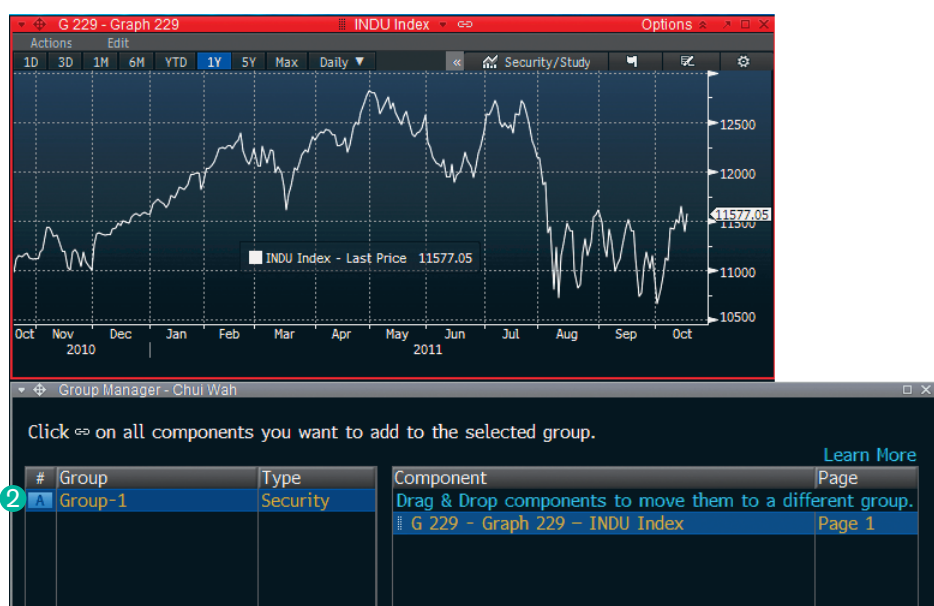 G 229 - Graph 229
INDU Index
Options
Actions Edit
1D 3D 1M 6M YTD 1Y 5Y Max Daily ▼ « Security/Study
12500
12000
11577.05
11500
INDU Index - Last Price 11577.05
11000
10500
Oct Nov Dec Jan Feb Mar Apr May Jun Jul Aug Sep Oct
2010 2011
Group Manager - Chui Wah
Click on all components you want to add to the selected group.
Learn More
# Group Type Component Page
2 A Group-1 Security Drag & Drop components to move them to a different group.
G 229 - Graph 229 – INDU Index Page 1